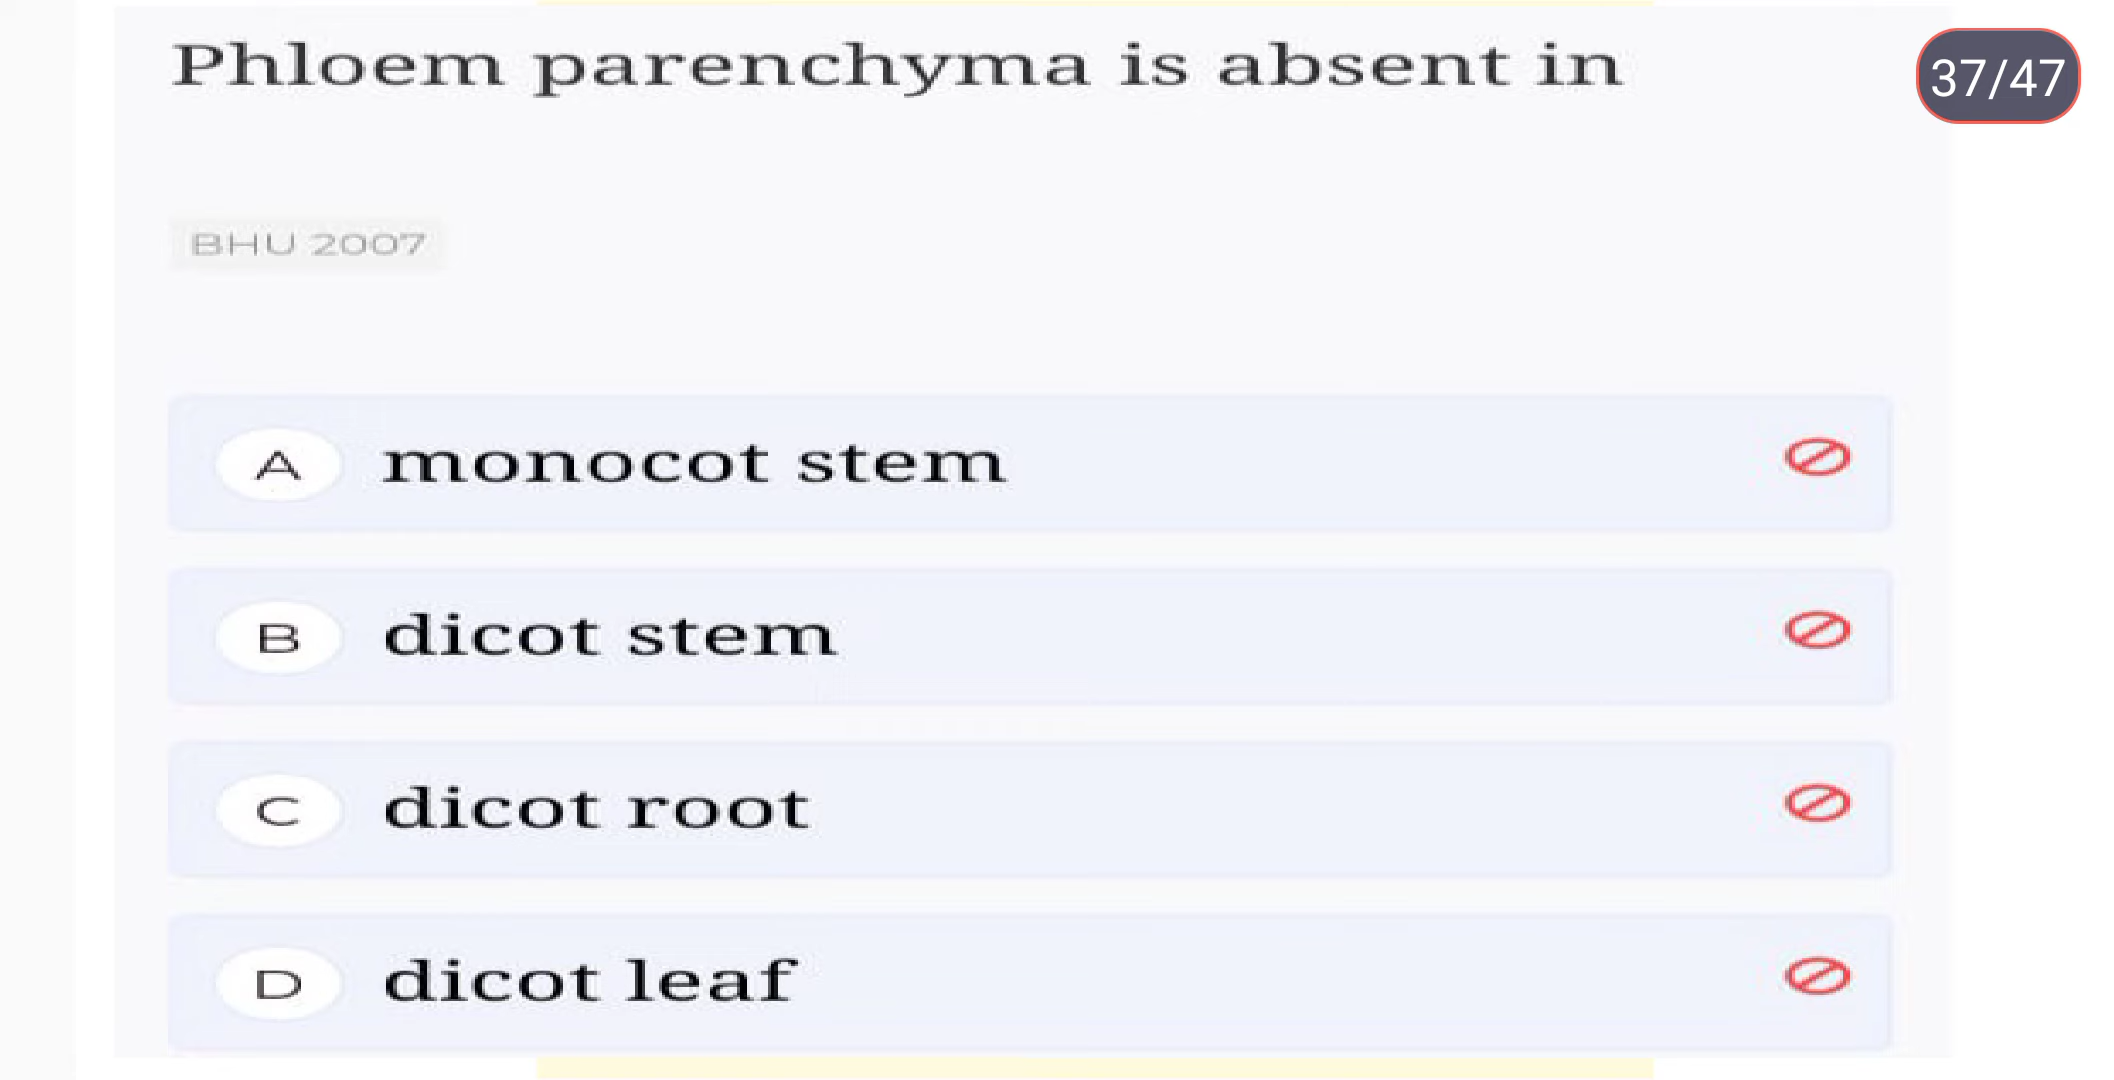 Phloem parenchyma is absent in
37/47
BHU 2007
A monocot stem
B dicot stem
C dicot root
D dicot leaf